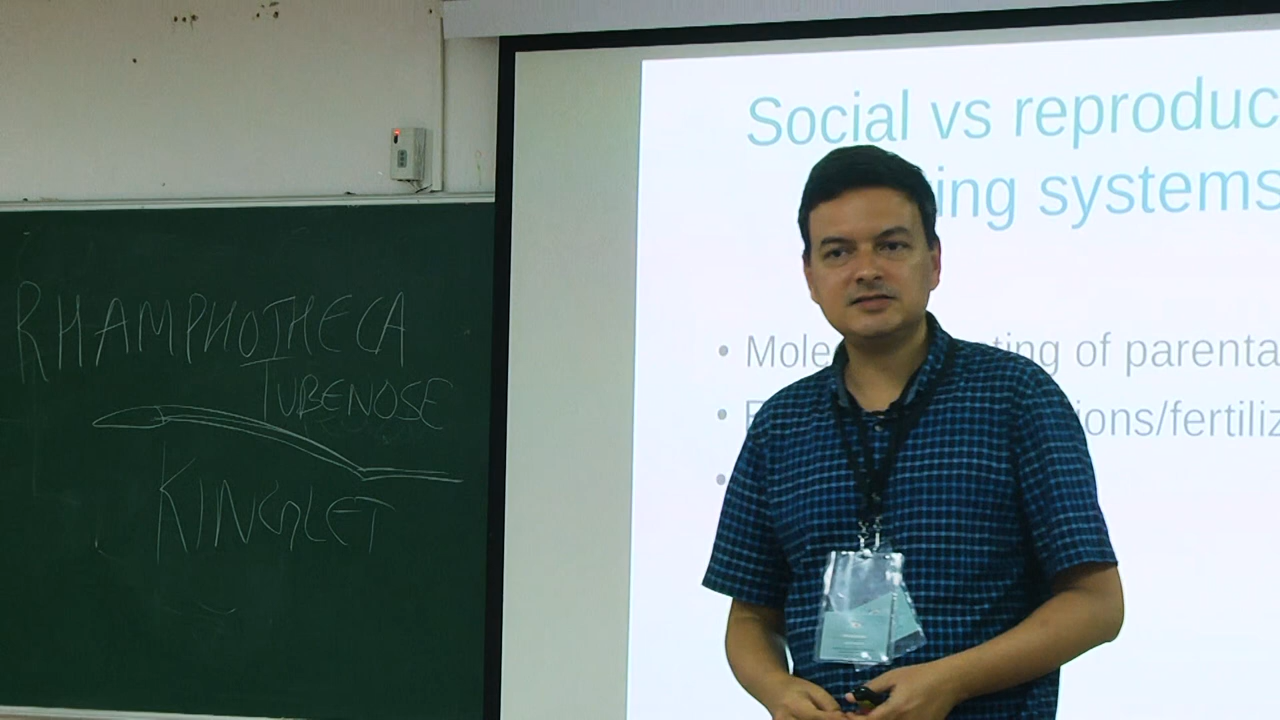 RHAMPHOTHECA
TUBENOSE
KINGLET
Social vs reproduc
ing systems
Mole ting of parenta
E ions/fertiliz